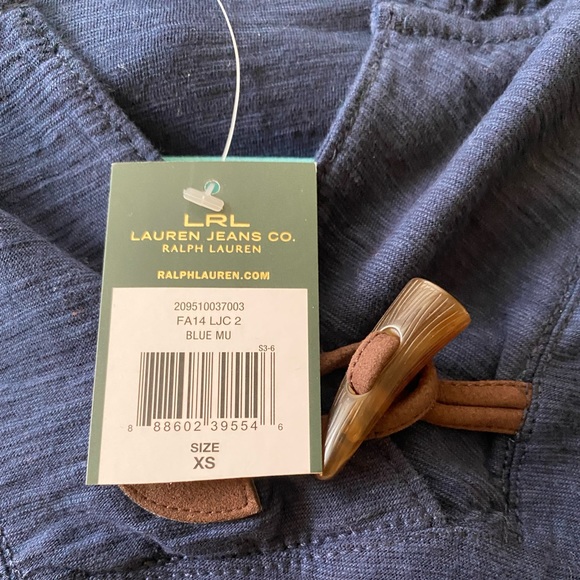 LRL
LAUREN JEANS CO.
RALPH LAUREN
RALPHLAUREN.COM
209510037003
FA14 LJC 2
BLUE MU
S3-6
8 88602 39554 6
SIZE
XS